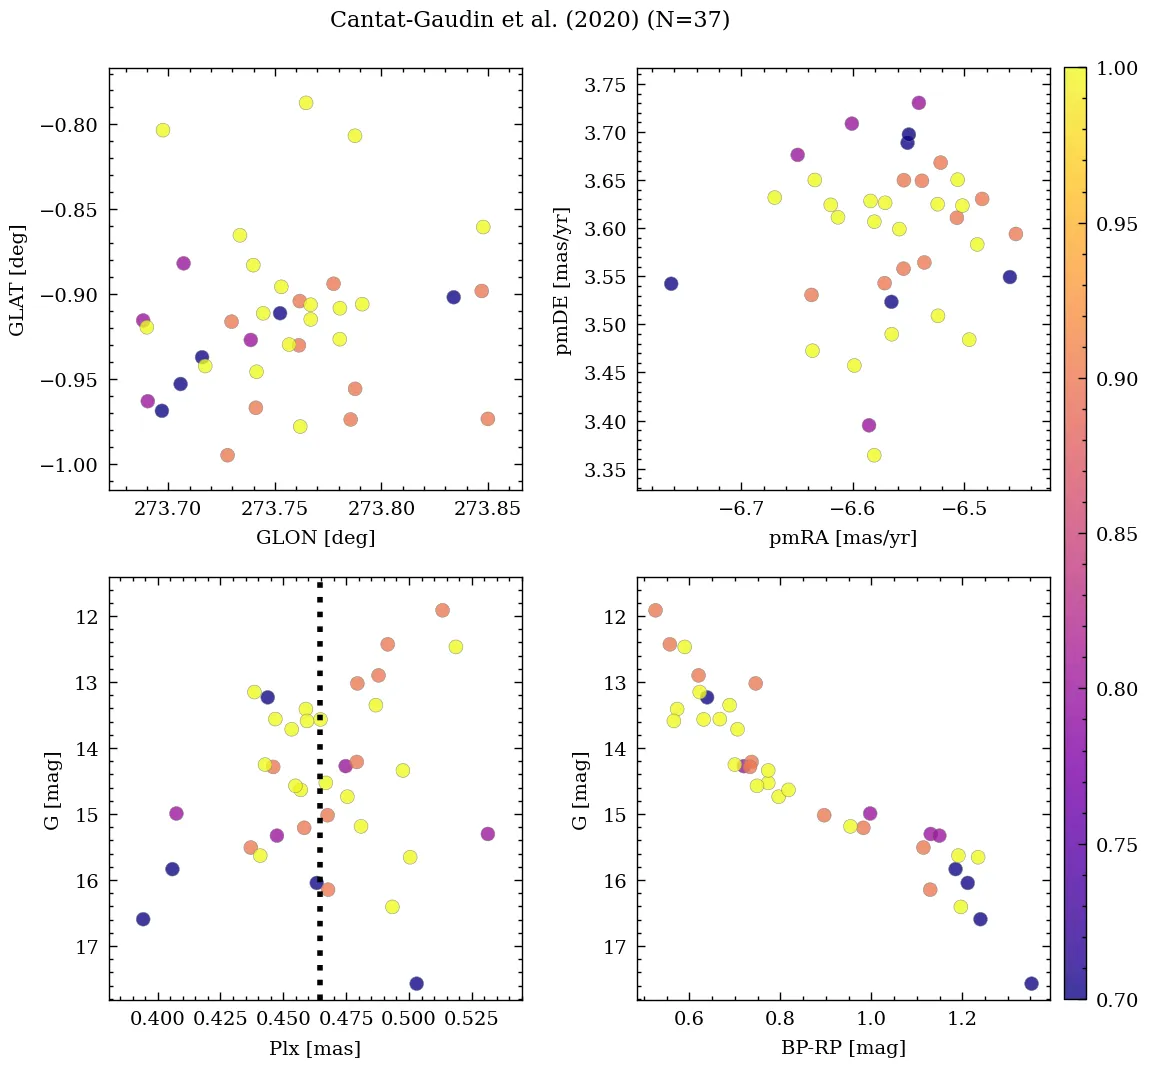 Cantat-Gaudin et al. (2020) (N=37)
−0.80
−0.85
−0.90
−0.95
−1.00
GLAT [deg]
273.70 273.75 273.80 273.85
GLON [deg]
3.75
3.70
3.65
3.60
3.55
3.50
3.45
3.40
3.35
pmDE [mas/yr]
−6.7 −6.6 −6.5
pmRA [mas/yr]
12
13
14
15
16
17
G [mag]
0.400 0.425 0.450 0.475 0.500 0.525
Plx [mas]
12
13
14
15
16
17
G [mag]
0.6 0.8 1.0 1.2
BP-RP [mag]
1.00
0.95
0.90
0.85
0.80
0.75
0.70